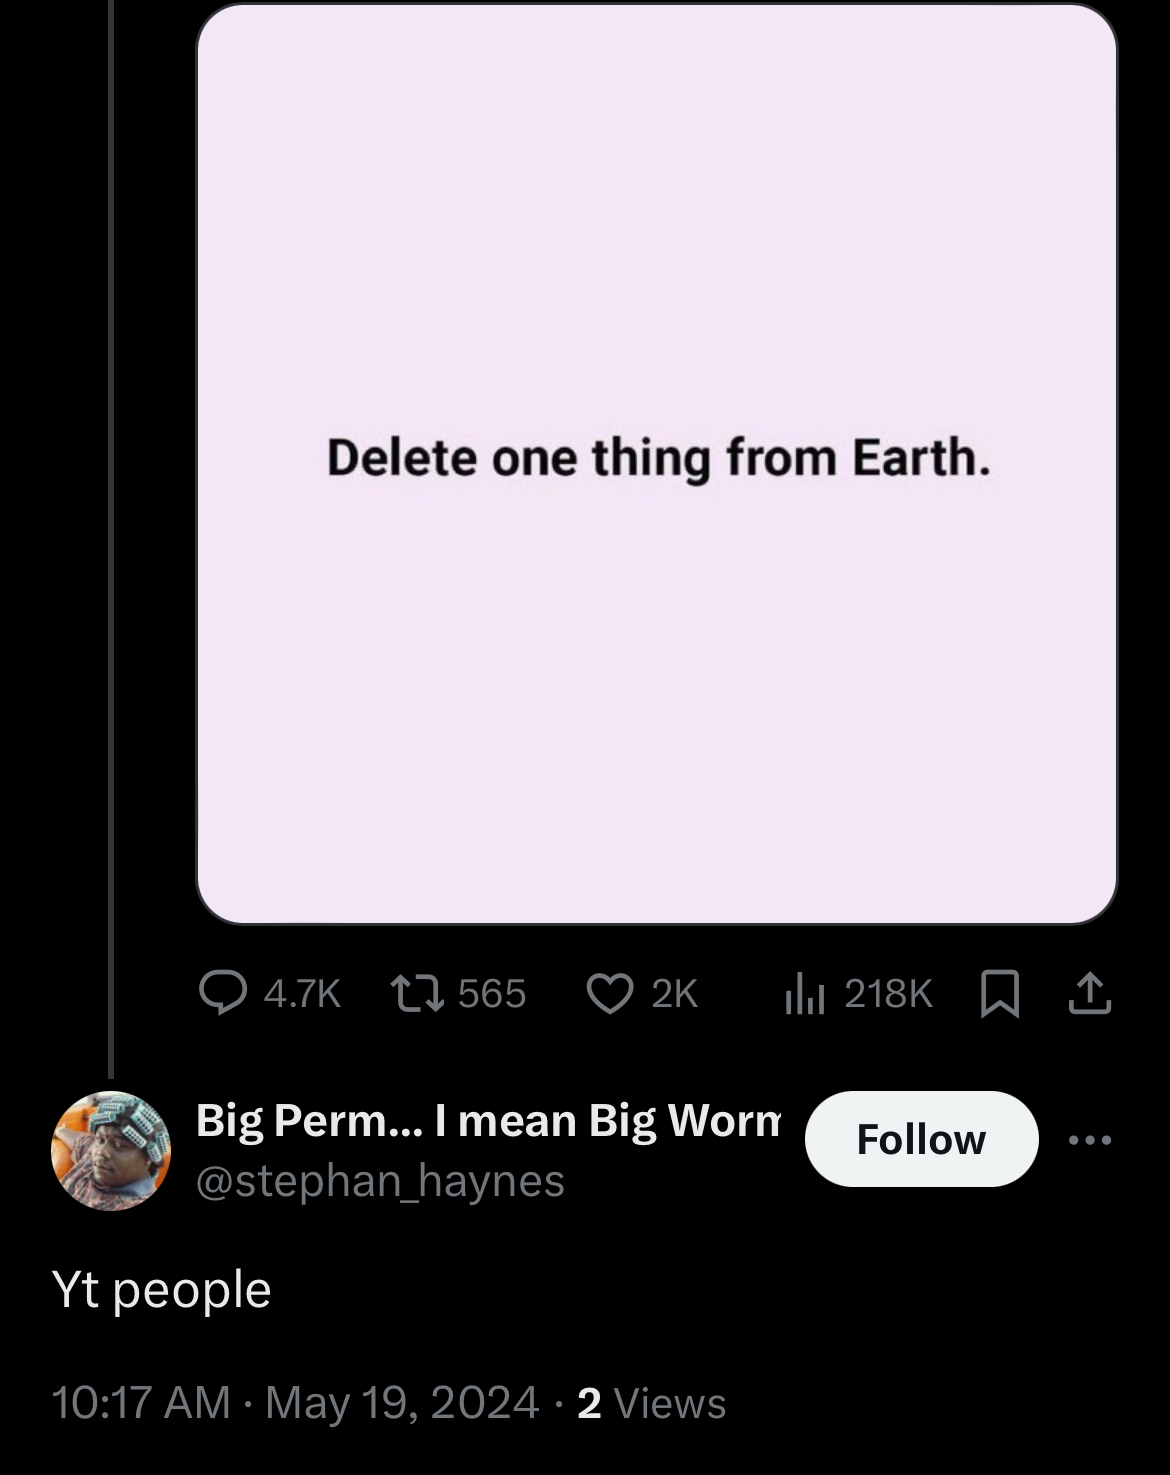 Delete one thing from Earth.
4.7K 565 2K 218K
Big Perm... I mean Big Worm Follow
@stephan_haynes
Yt people
10:17 AM · May 19, 2024 · 2 Views